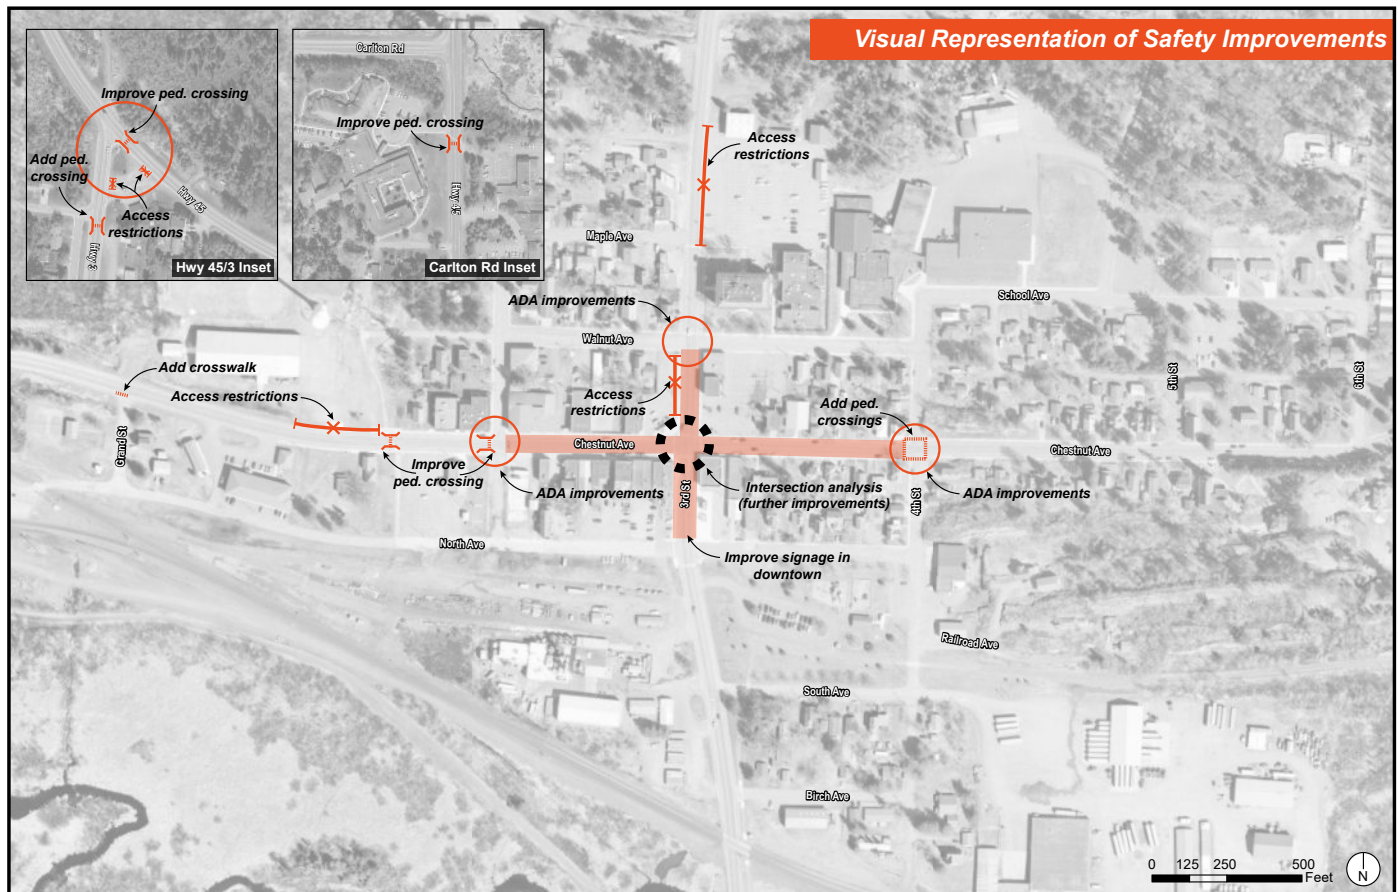 Visual Representation of Safety Improvements
Improve ped. crossing
Add ped.
crossing
Hwy 45
Access
restrictions
Hwy 3
Hwy 45/3 Inset
Carlton Rd
Improve ped. crossing
Hwy 45
Carlton Rd Inset
Access
restrictions
Maple Ave
School Ave
ADA improvements
Walnut Ave
Add crosswalk
Access restrictions
Access
restrictions
Add ped.
crossings
5th St
6th St
Grand St
Chestnut Ave
Chestnut Ave
Improve
ped. crossing
ADA improvements
3rd St
Intersection analysis
(further improvements)
4th St
ADA improvements
North Ave
Improve signage in
downtown
Railroad Ave
South Ave
Birch Ave
0 125 250 500
Feet
N